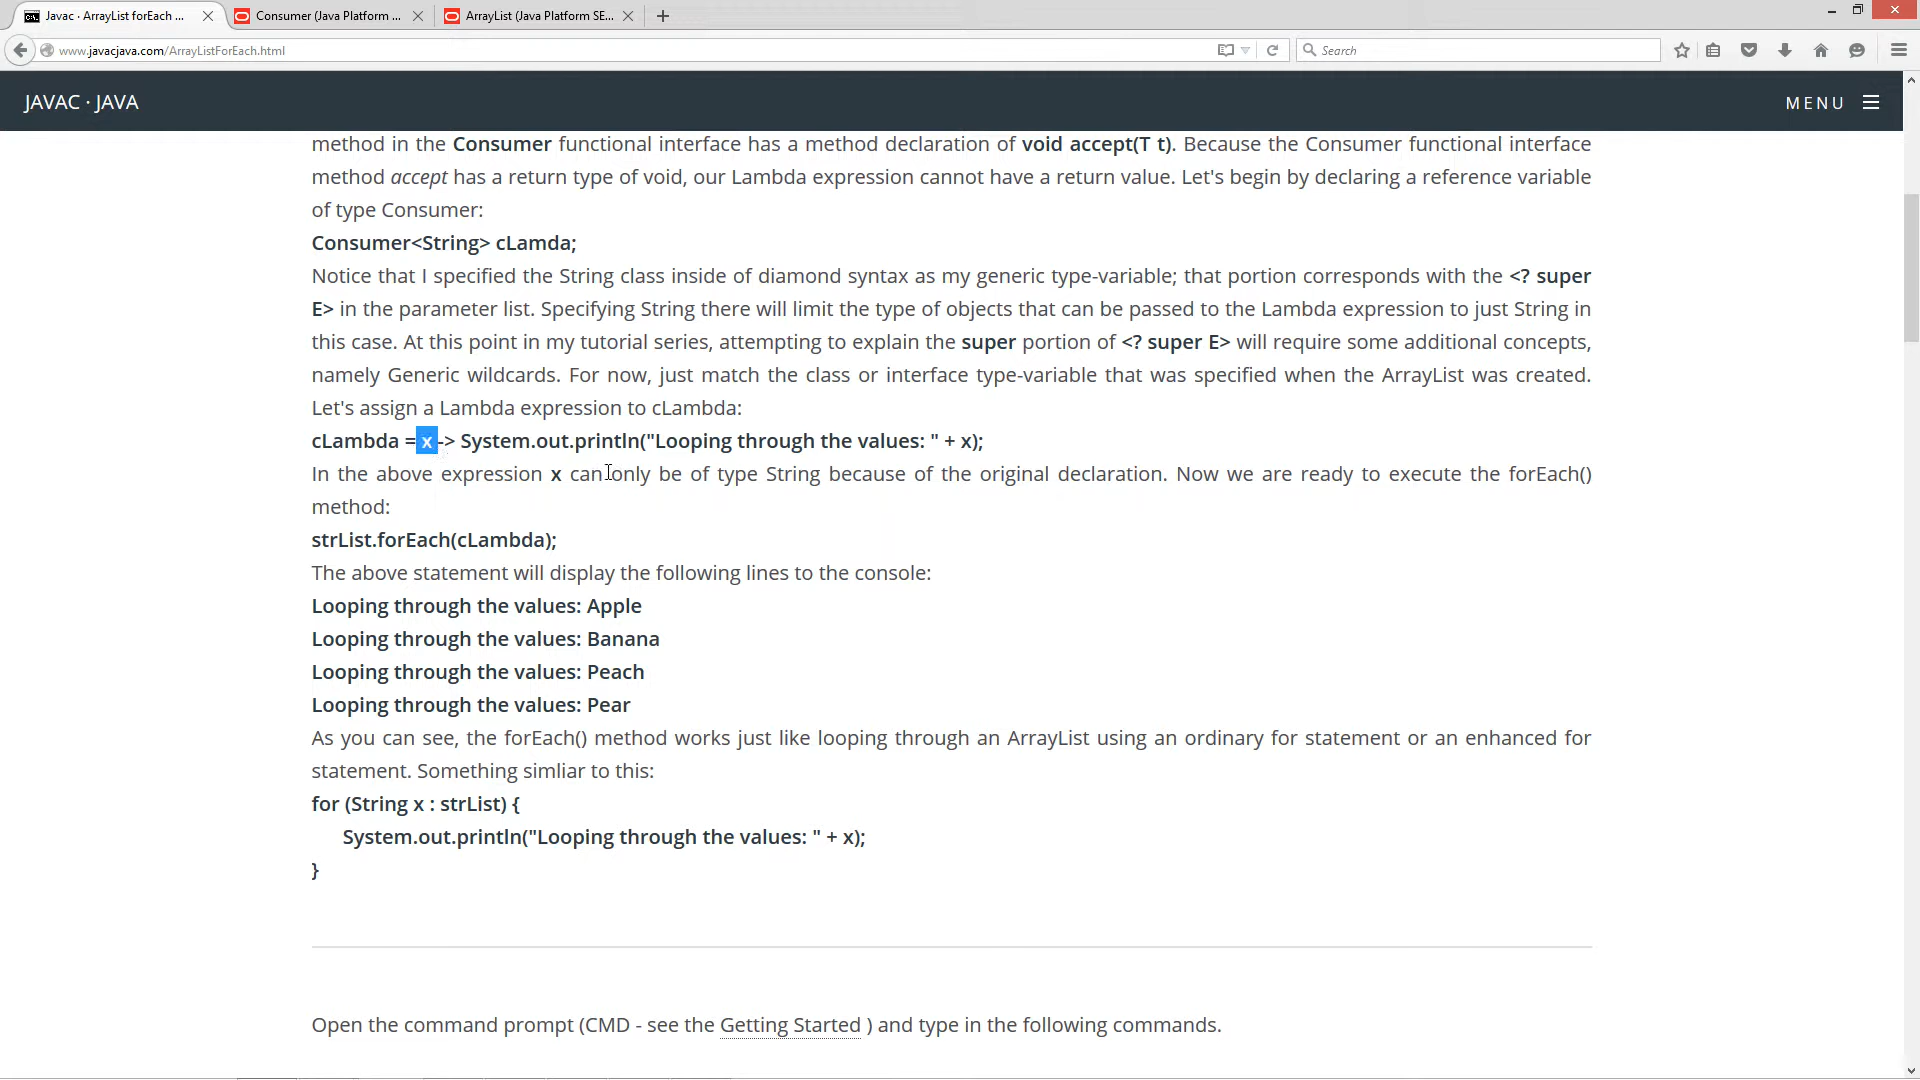 Javac · ArrayList forEach ...
Consumer (Java Platform ...
ArrayList (Java Platform SE...
www.javacjava.com/ArrayListForEach.html
Search
JAVAC · JAVA
MENU
method in the Consumer functional interface has a method declaration of void accept(T t). Because the Consumer functional interface
method accept has a return type of void, our Lambda expression cannot have a return value. Let's begin by declaring a reference variable
of type Consumer:
Consumer<String> cLamda;
Notice that I specified the String class inside of diamond syntax as my generic type-variable; that portion corresponds with the <? super
E> in the parameter list. Specifying String there will limit the type of objects that can be passed to the Lambda expression to just String in
this case. At this point in my tutorial series, attempting to explain the super portion of <? super E> will require some additional concepts,
namely Generic wildcards. For now, just match the class or interface type-variable that was specified when the ArrayList was created.
Let's assign a Lambda expression to cLambda:
cLambda = x -> System.out.println("Looping through the values: " + x);
In the above expression x can only be of type String because of the original declaration. Now we are ready to execute the forEach()
method:
strList.forEach(cLambda);
The above statement will display the following lines to the console:
Looping through the values: Apple
Looping through the values: Banana
Looping through the values: Peach
Looping through the values: Pear
As you can see, the forEach() method works just like looping through an ArrayList using an ordinary for statement or an enhanced for
statement. Something simliar to this:
for (String x : strList) {
System.out.println("Looping through the values: " + x);
}
Open the command prompt (CMD - see the Getting Started ) and type in the following commands.